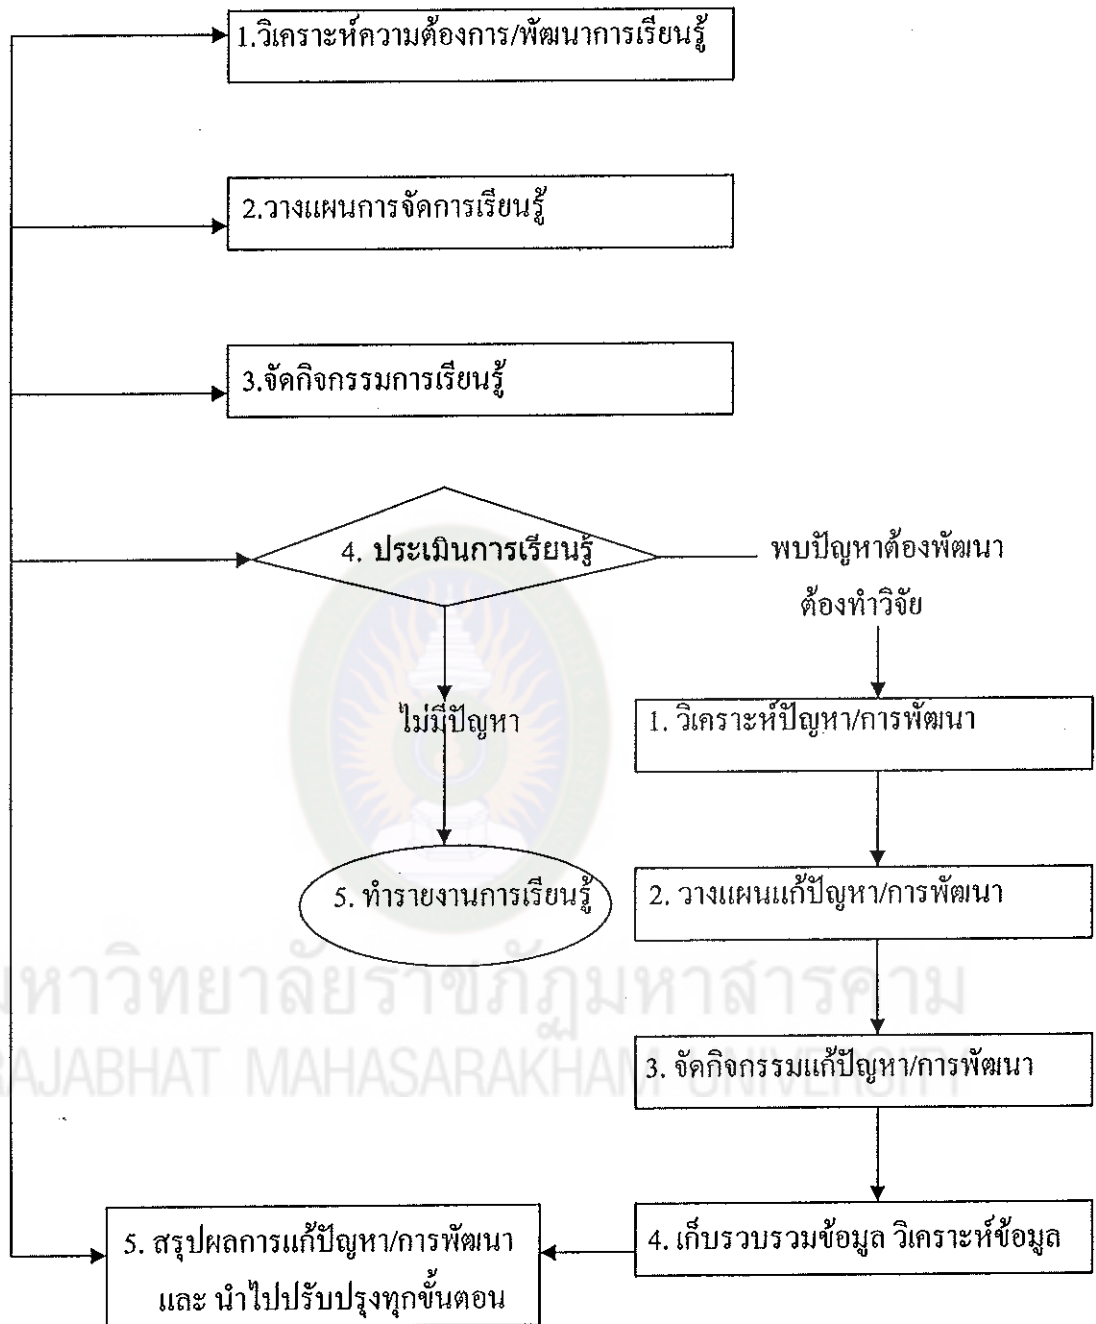 1.วิเคราะห์ความต้องการ/พัฒนาการเรียนรู้
2.วางแผนการจัดการเรียนรู้
3.จัดกิจกรรมการเรียนรู้
4. ประเมินการเรียนรู้
พบปัญหาต้องพัฒนา
ต้องทำวิจัย
ไม่มีปัญหา
5. ทำรายงานการเรียนรู้
1. วิเคราะห์ปัญหา/การพัฒนา
2. วางแผนแก้ปัญหา/การพัฒนา
3. จัดกิจกรรมแก้ปัญหา/การพัฒนา
4. เก็บรวบรวมข้อมูล วิเคราะห์ข้อมูล
5. สรุปผลการแก้ปัญหา/การพัฒนา
และ นำไปปรับปรุงทุกขั้นตอน
มหาวิทยาลัยราชภัฏมหาสารคาม
RAJABHAT MAHASARAKHAM UNIVERSITY